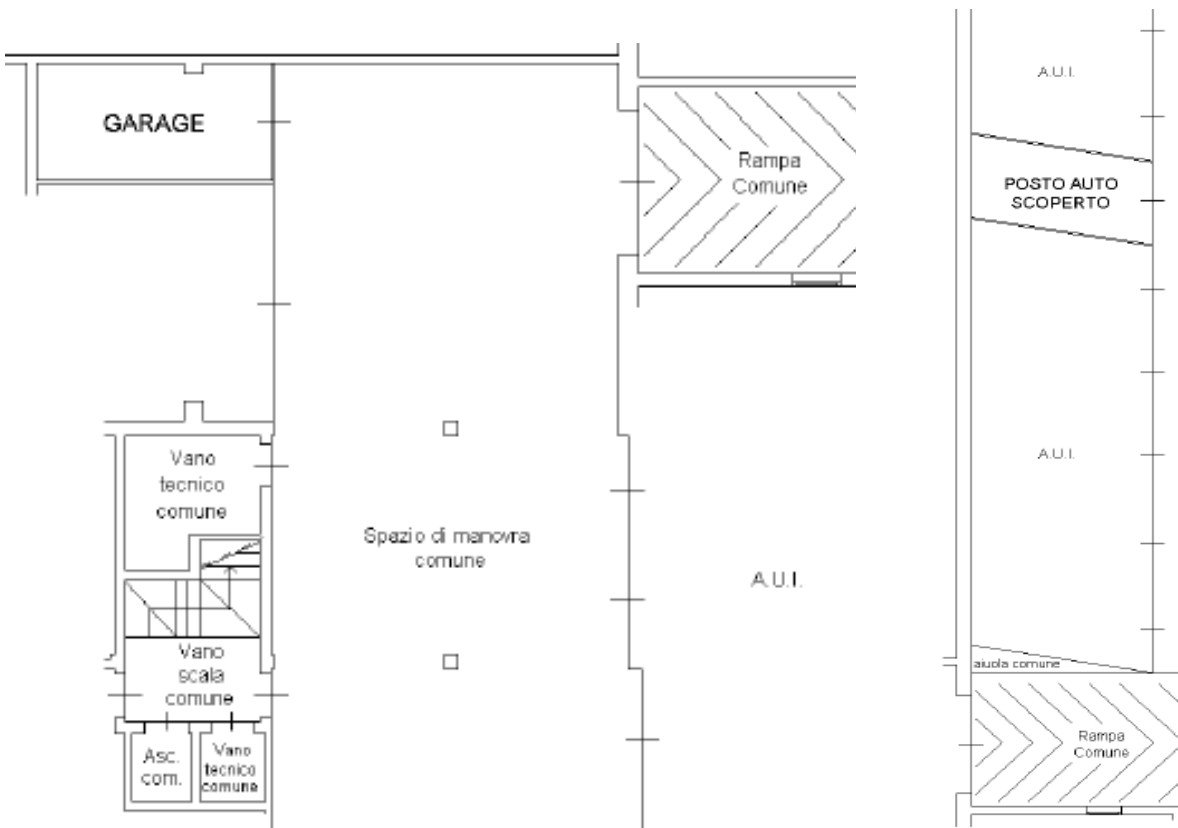 GARAGE
Rampa
Comune
Vano
tecnico
comune
Spazio di manovra
comune
A.U.I.
Vano
scala
comune
Asc.
com.
Vano
tecnico
comune
A.U.I.
POSTO AUTO
SCOPERTO
A.U.I.
aiuola comune
Rampa
Comune